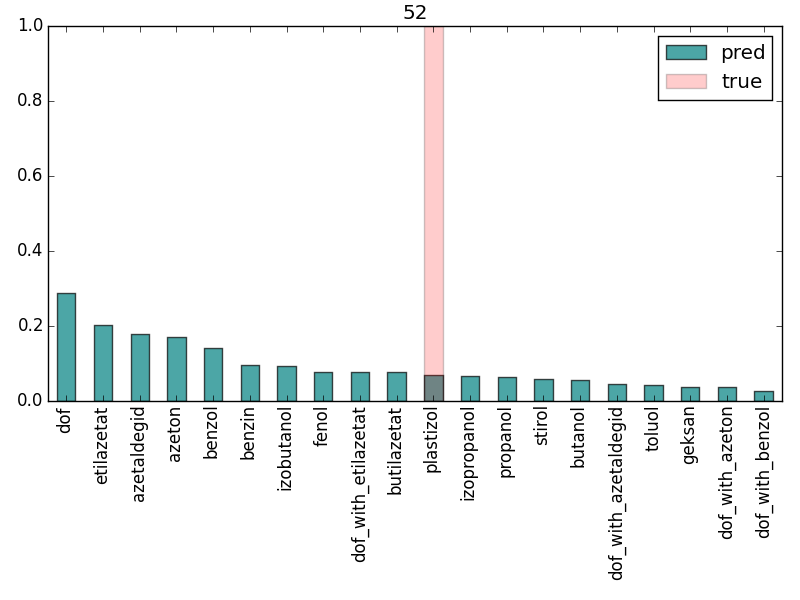 52
1.0
0.8
0.6
0.4
0.2
0.0
pred
true
dof
etilazetat
azetaldegid
azeton
benzol
benzin
izobutanol
fenol
dof_with_etilazetat
butilazetat
plastizol
izopropanol
propanol
stirol
butanol
dof_with_azetaldegid
toluol
geksan
dof_with_azeton
dof_with_benzol